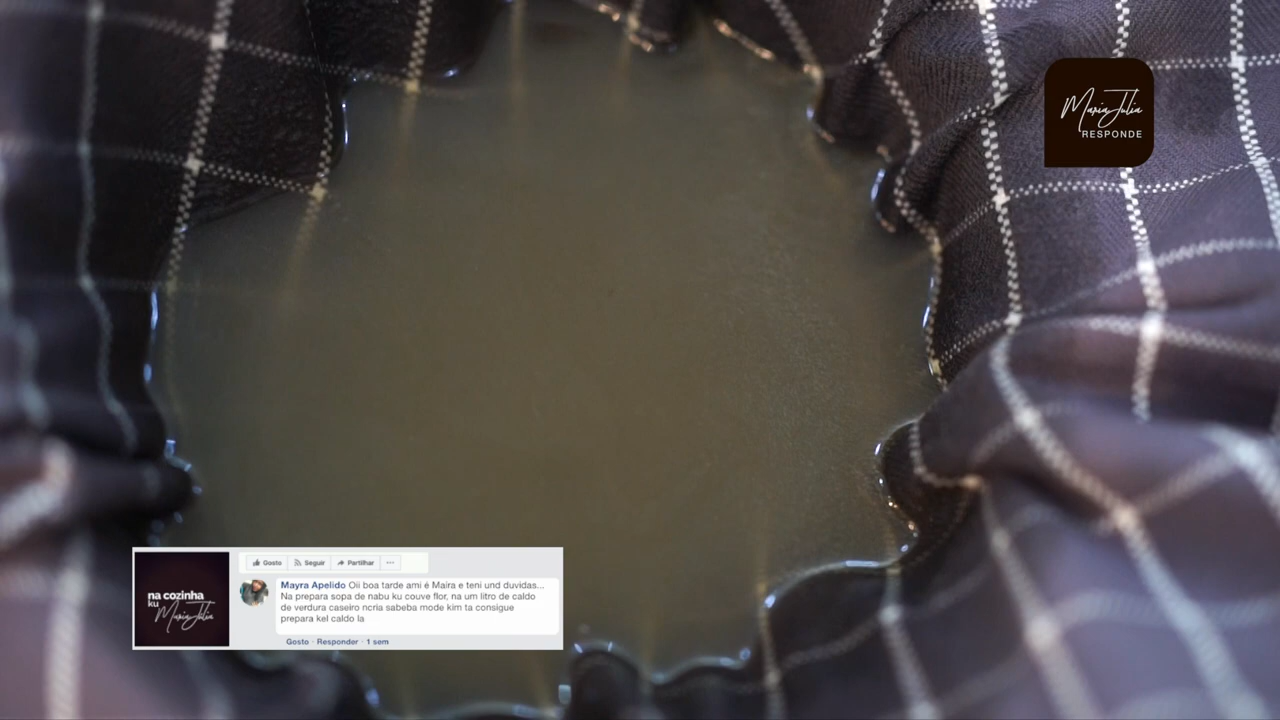 Maria Julia
RESPONDE
Gosto Seguir Partilhar
na cozinha
ku
Maria Julia
Mayra Apelido Oii boa tarde ami é Maira e teni und duvidas...
Na prepara sopa de nabu ku couve flor, na um litro de caldo
de verdura caseiro ncria sabeba mode kim ta consigue
prepara kel caldo la
Gosto · Responder · 1 sem